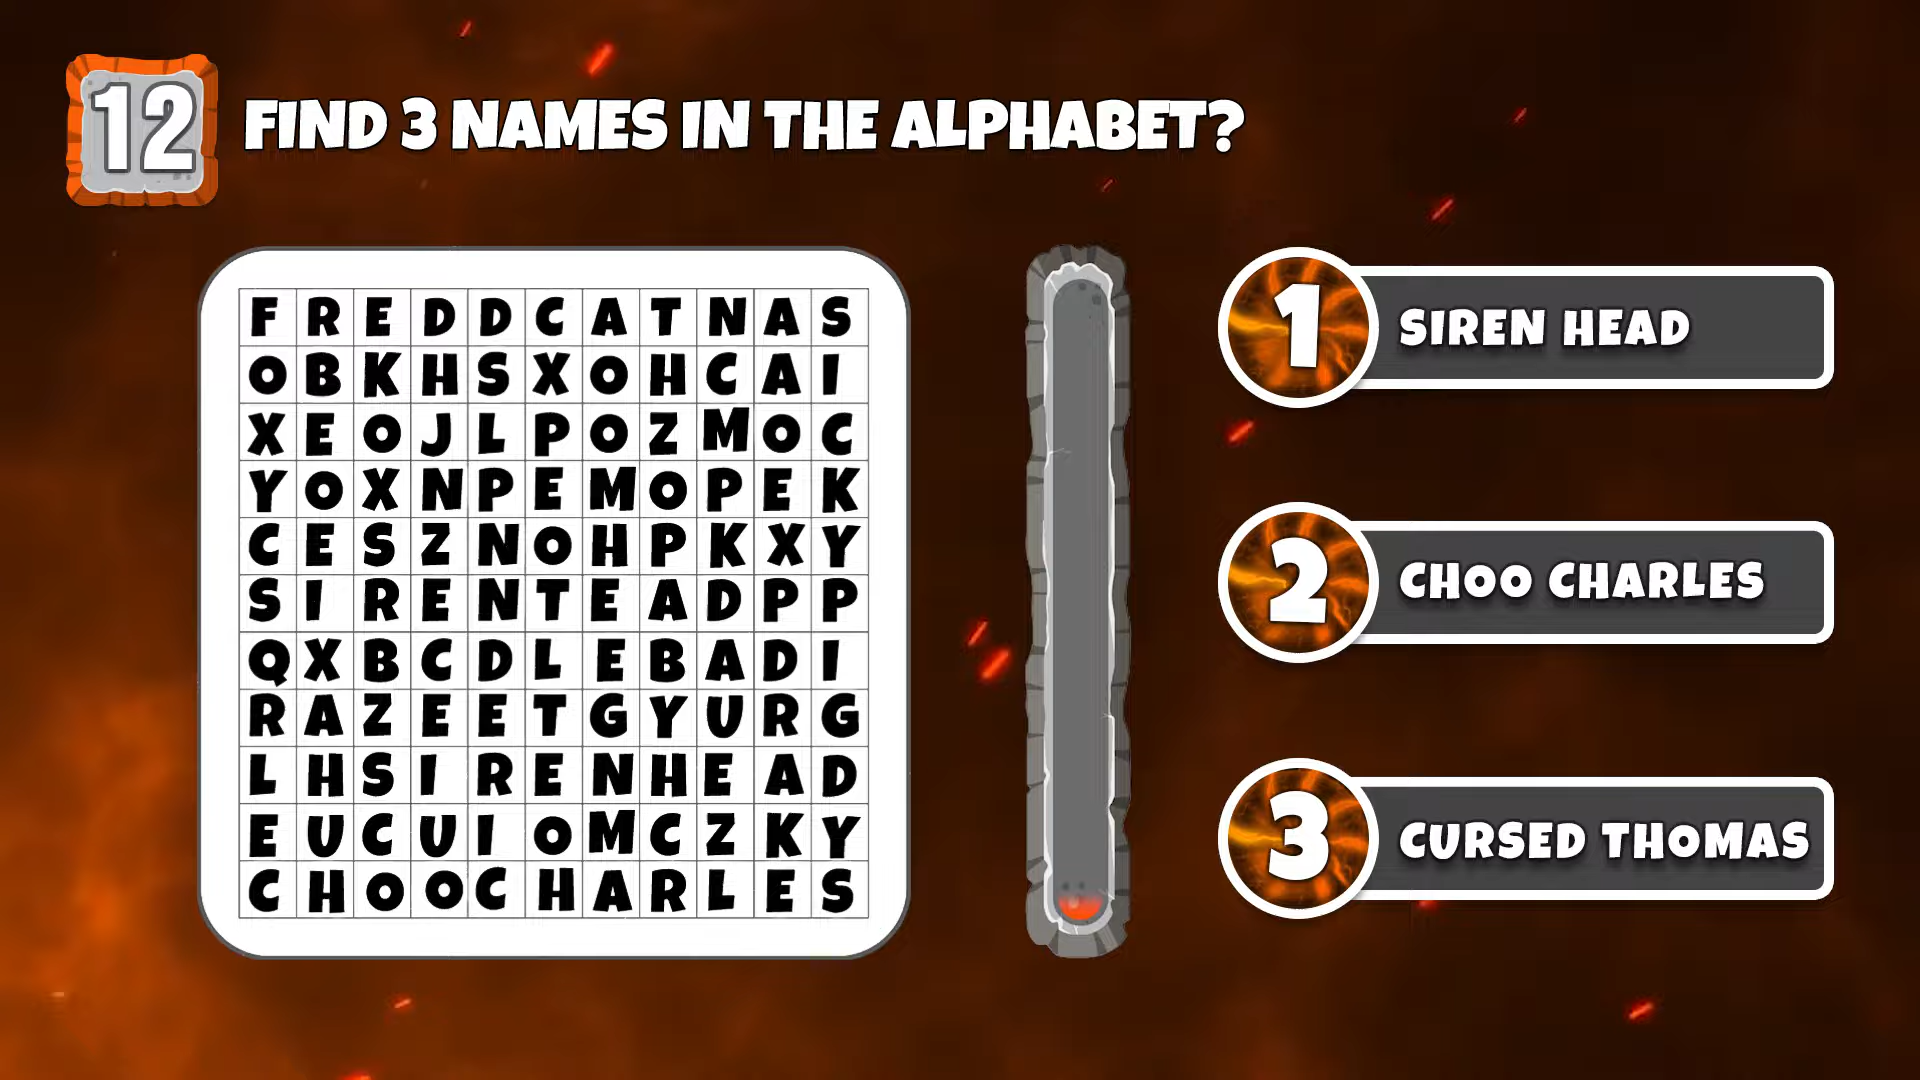 12
FIND 3 NAMES IN THE ALPHABET?
F R E D D C A T N A S
O B K H S X O H C A I
X E O J L P O Z M O C
Y O X N P E M O P E K
C E S Z N O H P K X Y
S I R E N T E A D P P
Q X B C D L E B A D I
R A Z E E T G Y U R G
L H S I R E N H E A D
E U C U I O M C Z K Y
C H O O C H A R L E S
1 SIREN HEAD
2 CHOO CHARLES
3 CURSED THOMAS